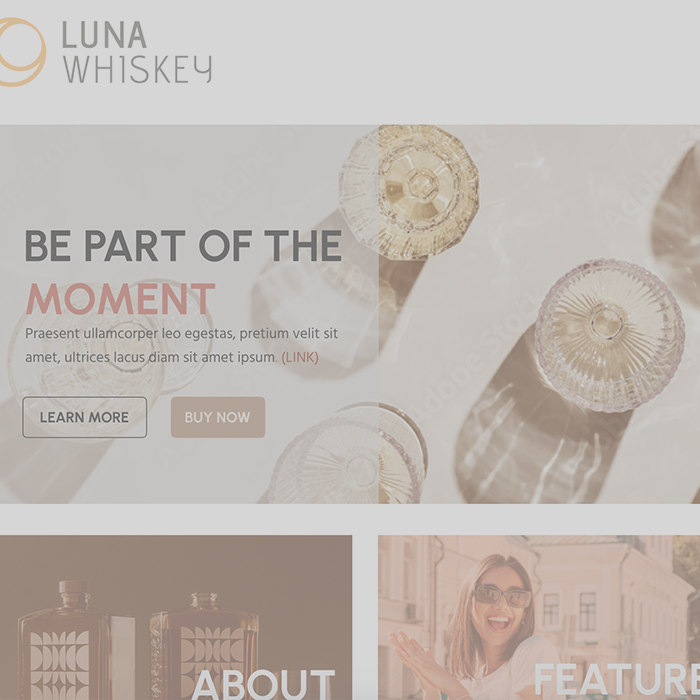 LUNA
WHISKEY
BE PART OF THE
MOMENT
Praesent ullamcorper leo egestas, pretium velit sit
amet, ultrices lacus diam sit amet ipsum. (LINK)
LEARN MORE
BUY NOW
ABOUT
FEATUR